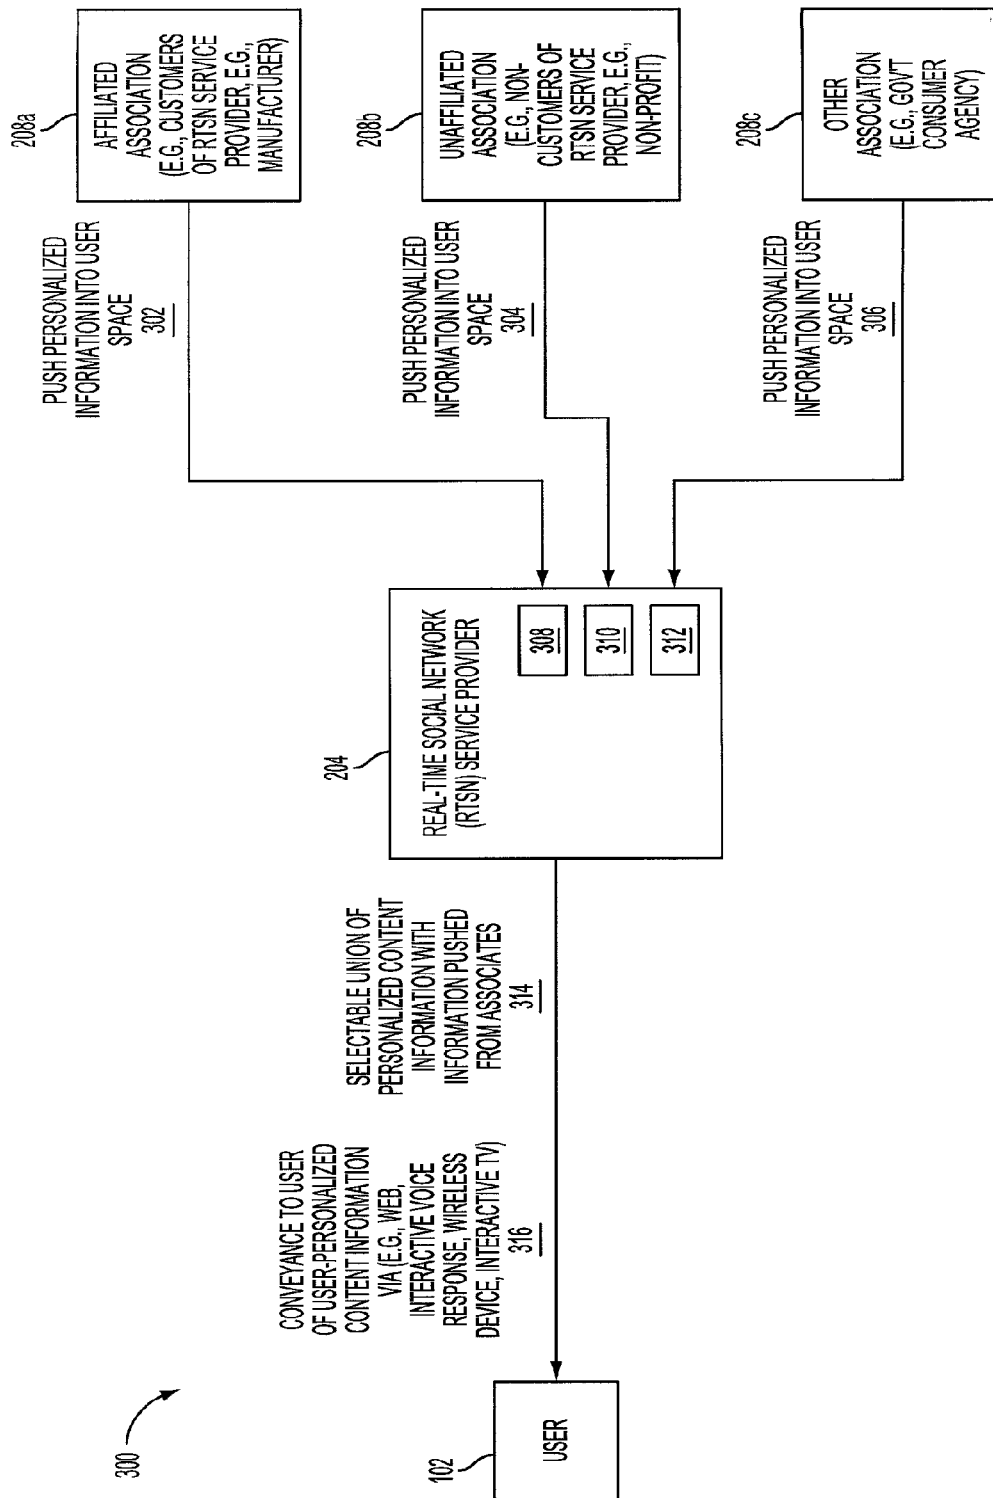 300
102
USER
CONVEYANCE TO USER
OF USER-PERSONALIZED
CONTENT INFORMATION
VIA (E.G., WEB,
INTERACTIVE VOICE
RESPONSE, WIRELESS
DEVICE, INTERACTIVE TV)
316
SELECTABLE UNION OF
PERSONALIZED CONTENT
INFORMATION WITH
INFORMATION PUSHED
FROM ASSOCIATES
314
204
REAL-TIME SOCIAL NETWORK
(RTSN) SERVICE PROVIDER
308
310
312
PUSH PERSONALIZED
INFORMATION INTO USER
SPACE
302
PUSH PERSONALIZED
INFORMATION INTO USER
SPACE
304
PUSH PERSONALIZED
INFORMATION INTO USER
SPACE
306
208a
AFFILIATED
ASSOCIATION
(E.G., CUSTOMERS
OF RTSN SERVICE
PROVIDER, E.G.,
MANUFACTURER)
208b
UNAFFILIATED
ASSOCIATION
(E.G., NON-
CUSTOMERS OF
RTSN SERVICE
PROVIDER, E.G.,
NON-PROFIT)
208c
OTHER
ASSOCIATION
(E.G., GOV'T
CONSUMER
AGENCY)